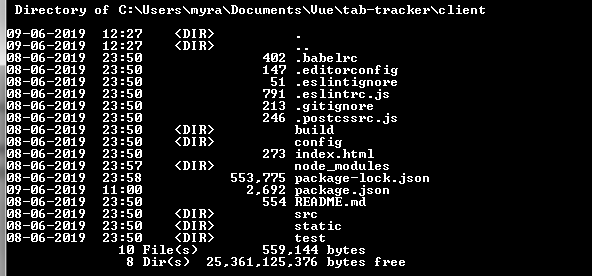 Directory of C:\Users\myra\Documents\Vue\tab-tracker\client
09-06-2019  12:27    <DIR>          .
09-06-2019  12:27    <DIR>          ..
08-06-2019  23:50               402 .babelrc
08-06-2019  23:50               147 .editorconfig
08-06-2019  23:50                51 .eslintignore
08-06-2019  23:50               791 .eslintrc.js
08-06-2019  23:50               213 .gitignore
08-06-2019  23:50               246 .postcssrc.js
08-06-2019  23:50    <DIR>          build
08-06-2019  23:50    <DIR>          config
08-06-2019  23:50               273 index.html
08-06-2019  23:57    <DIR>          node_modules
08-06-2019  23:58           553,775 package-lock.json
09-06-2019  11:00             2,692 package.json
08-06-2019  23:50               554 README.md
08-06-2019  23:50    <DIR>          src
08-06-2019  23:50    <DIR>          static
08-06-2019  23:50    <DIR>          test
10 File(s)        559,144 bytes
8 Dir(s)  25,361,125,376 bytes free